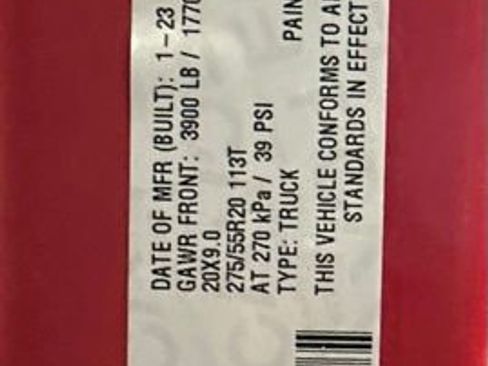 DATE OF MFR (BUILT): 1-23
GAWR FRONT: 3900 LB / 1770
20X9.0
275/55R20 113T
AT 270 kPa / 39 PSI
TYPE: TRUCK PAIN
THIS VEHICLE CONFORMS TO A
STANDARDS IN EFFECT